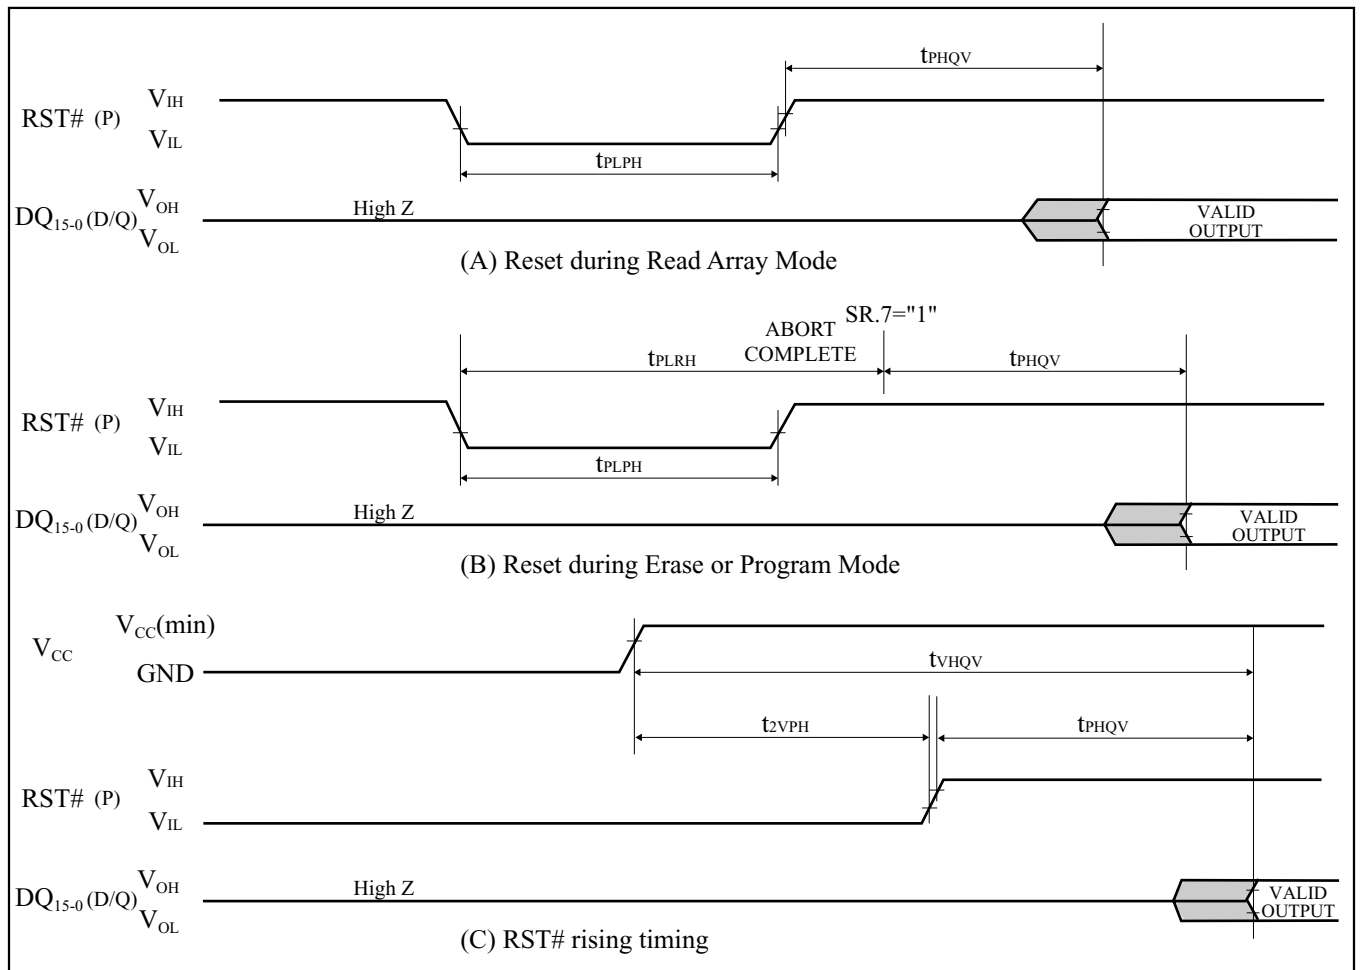 tPHQV
VIH
RST# (P)
VIL
tPLPH
VOH
DQ15-0 (D/Q)
High Z
VOL
VALID
OUTPUT
(A) Reset during Read Array Mode
SR.7="1"
ABORT
COMPLETE
tPLRH
tPHQV
VIH
RST# (P)
VIL
tPLPH
VOH
DQ15-0 (D/Q)
High Z
VOL
VALID
OUTPUT
(B) Reset during Erase or Program Mode
VCC(min)
VCC
GND
tVHQV
t2VPH
tPHQV
VIH
RST# (P)
VIL
VOH
DQ15-0 (D/Q)
High Z
VOL
VALID
OUTPUT
(C) RST# rising timing